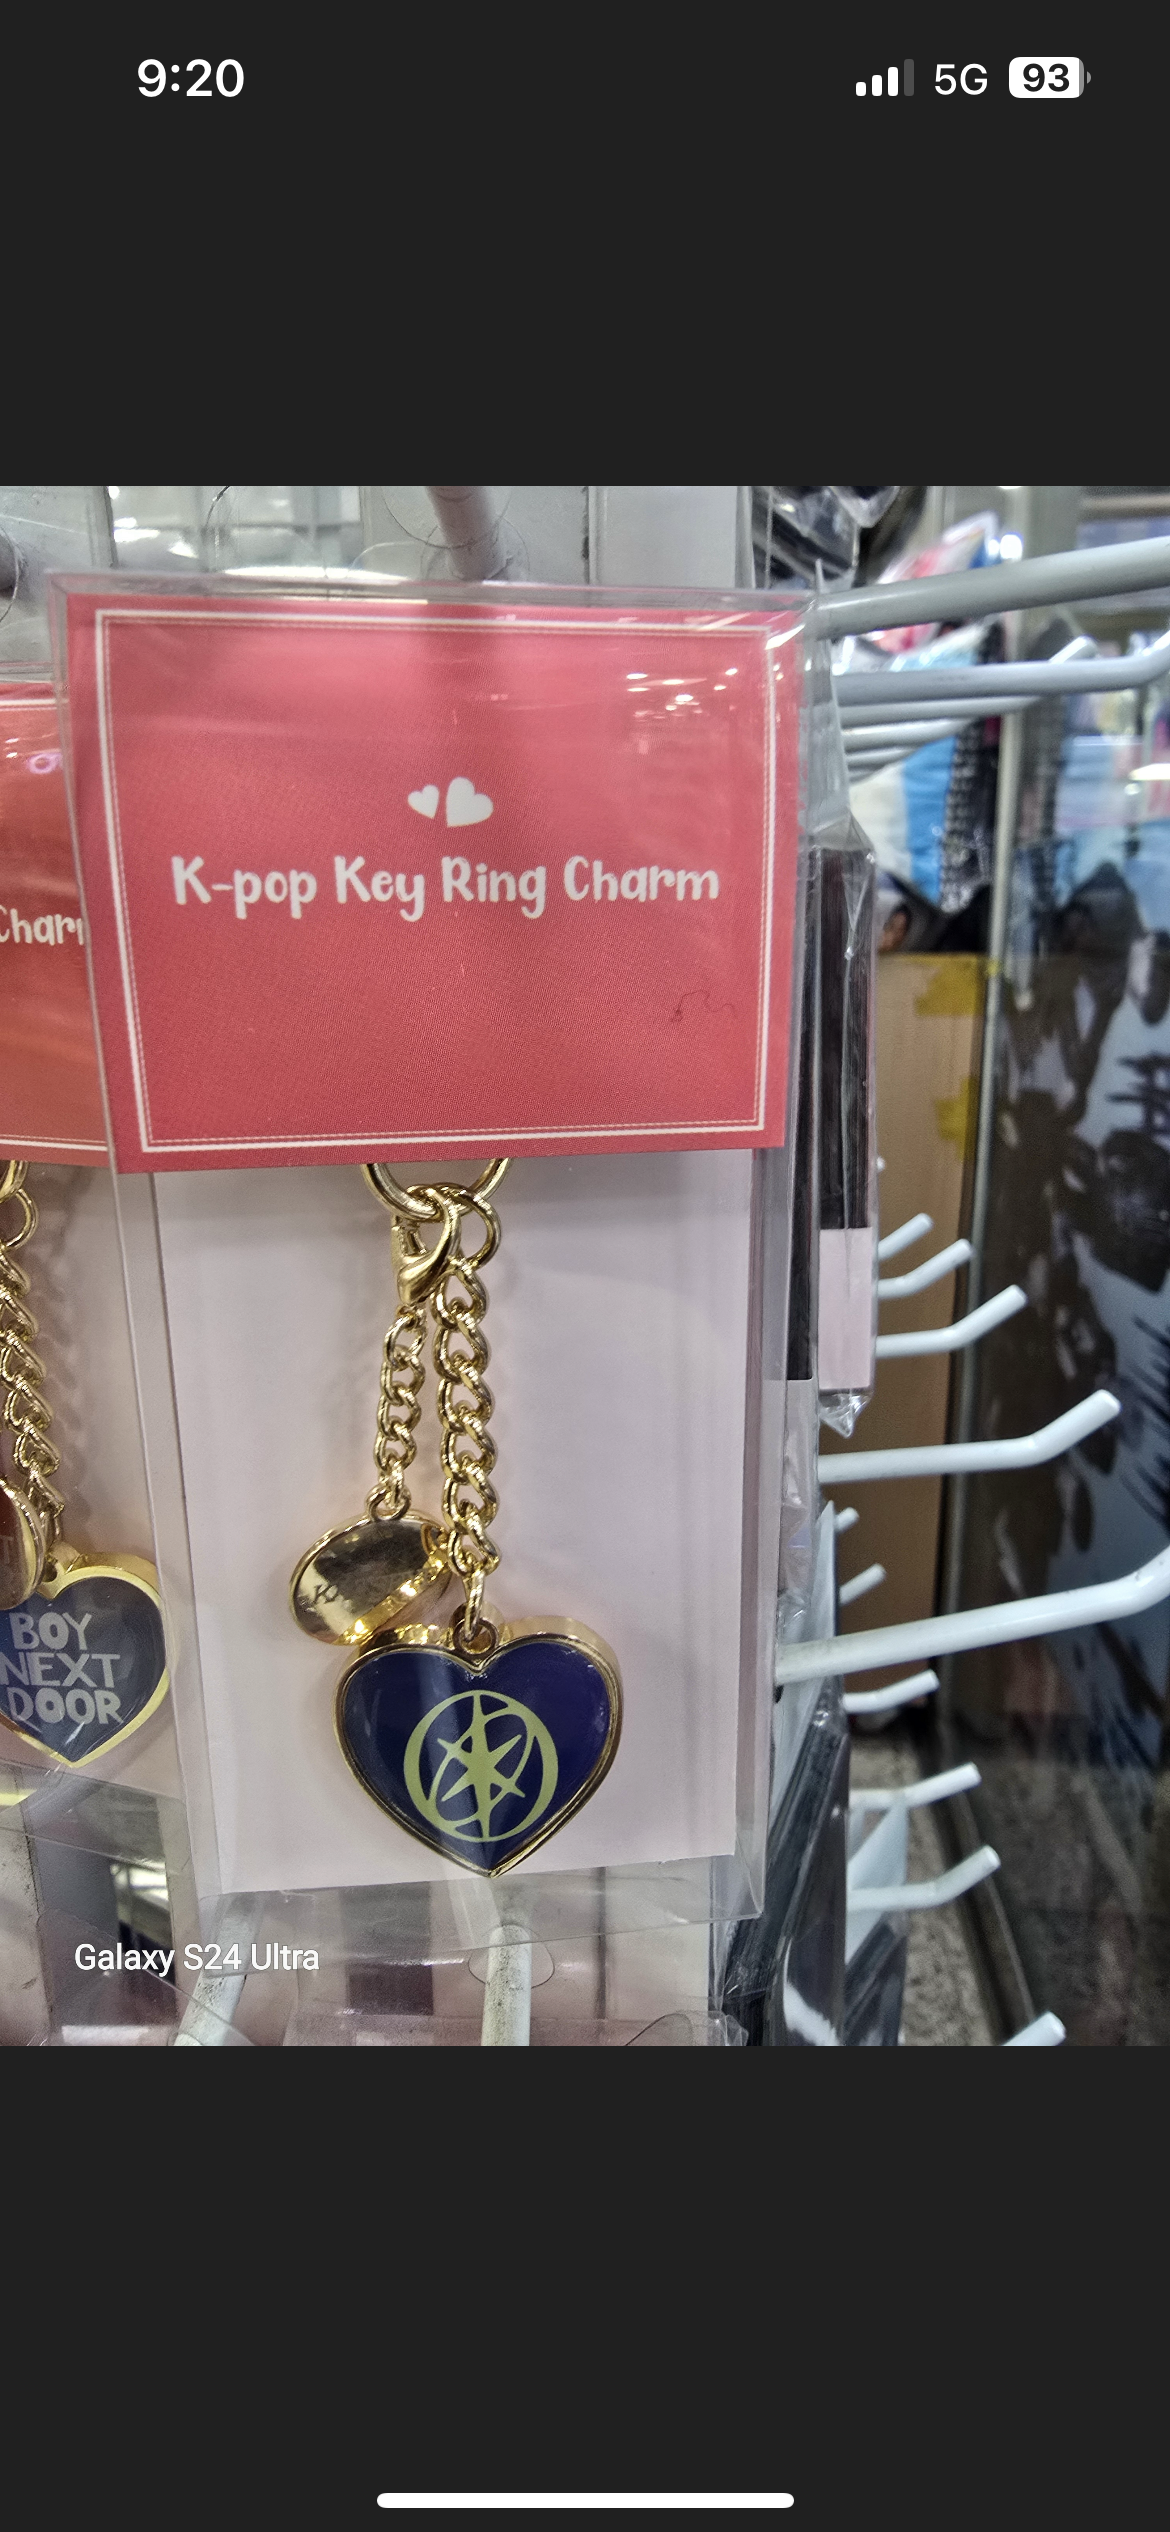 9:20
5G
93
K-pop Key Ring Charm
BOY
NEXT
DOOR
Galaxy S24 Ultra